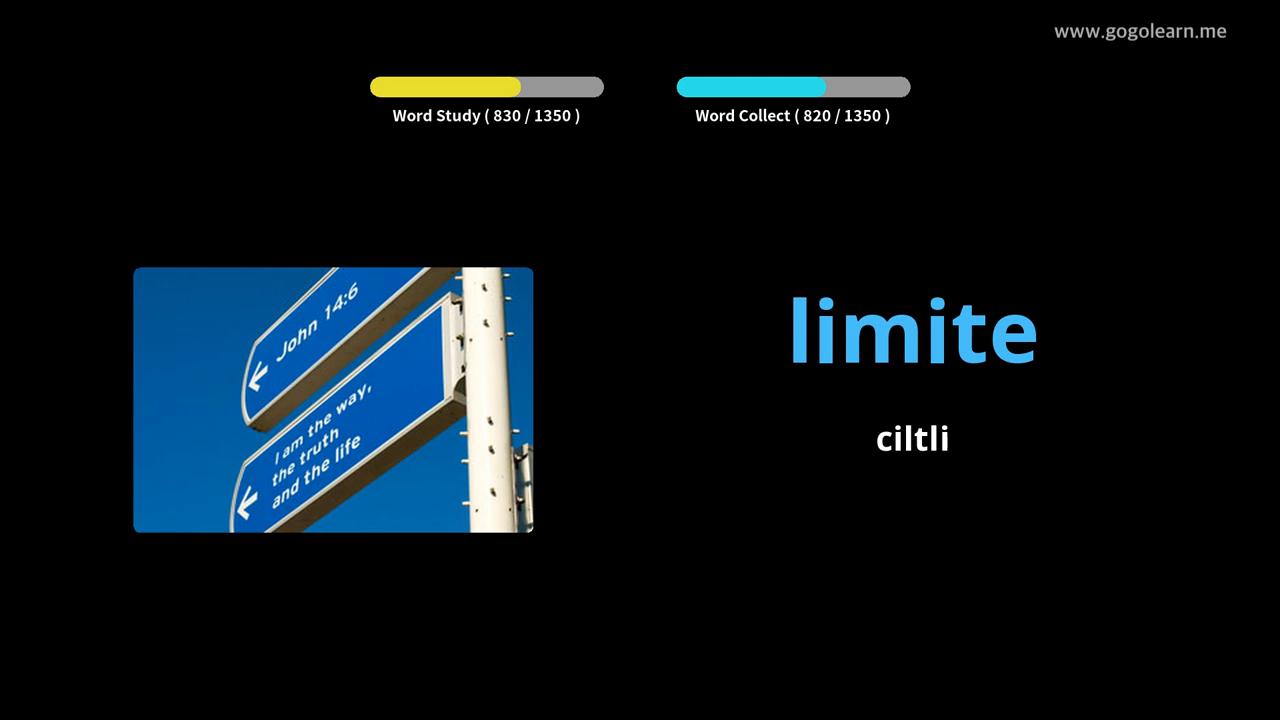 www.gogolearn.me
Word Study ( 830 / 1350 )
Word Collect ( 820 / 1350 )
John 14:6
I am the way,
the truth
and the life
limite
ciltli